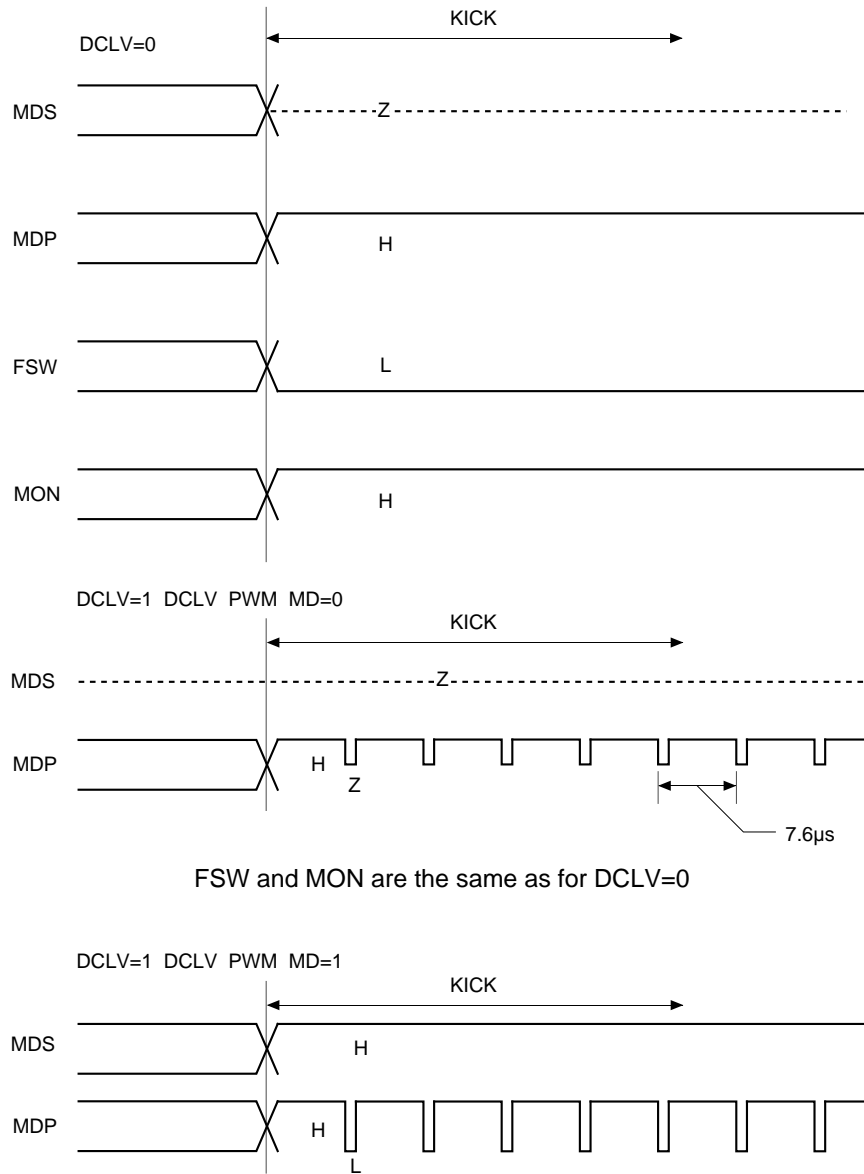 KICK
DCLV=0
MDS
Z
MDP
H
FSW
L
MON
H
DCLV=1 DCLV PWM MD=0
KICK
MDS
Z
MDP
H
Z
7.6µs
FSW and MON are the same as for DCLV=0
DCLV=1 DCLV PWM MD=1
KICK
MDS
H
MDP
H
L